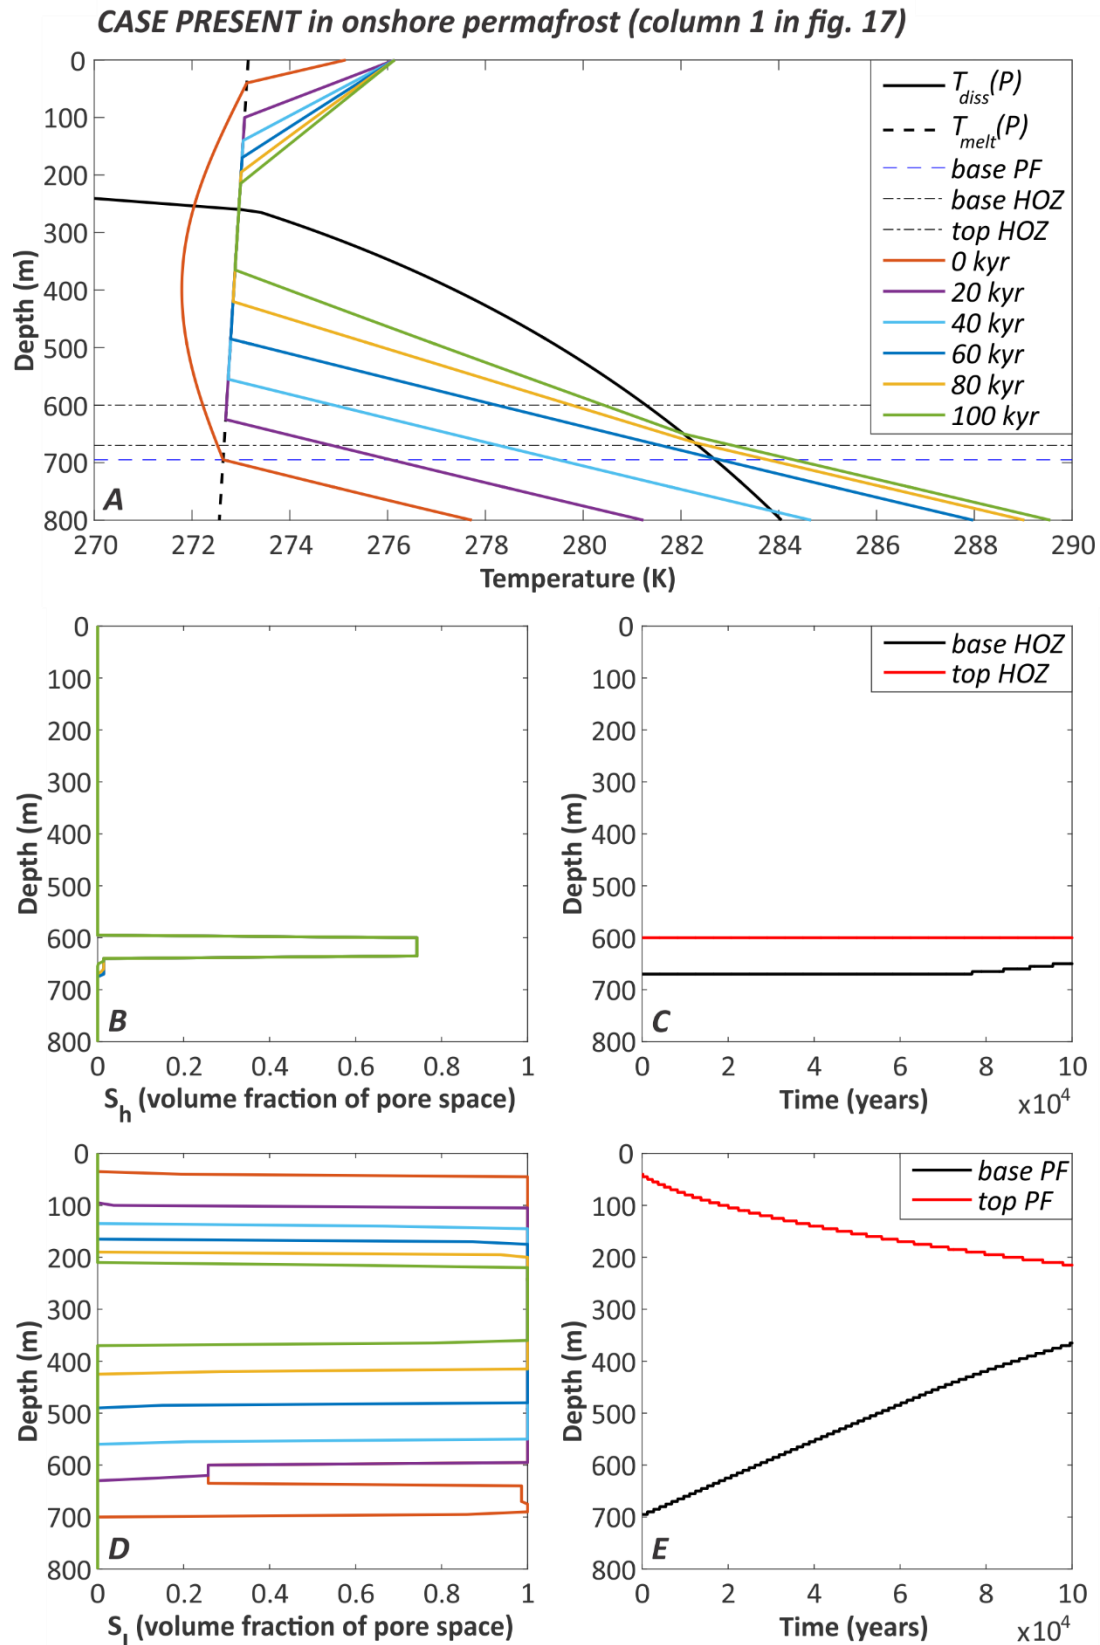 CASE PRESENT in onshore permafrost (column 1 in fig. 17)
0
100
200
300
400
500
600
700
800
Depth (m)
270
272
274
276
278
280
282
284
286
288
290
Temperature (K)
A
T_diss(P)
T_melt(P)
base PF
base HOZ
top HOZ
0 kyr
20 kyr
40 kyr
60 kyr
80 kyr
100 kyr
0
100
200
300
400
500
600
700
800
Depth (m)
B
0
0.2
0.4
0.6
0.8
1
S_h (volume fraction of pore space)
0
100
200
300
400
500
600
700
800
Depth (m)
base HOZ
top HOZ
C
0
2
4
6
8
10
Time (years)
x10^4
0
100
200
300
400
500
600
700
800
Depth (m)
D
0
0.2
0.4
0.6
0.8
1
S_I (volume fraction of pore space)
0
100
200
300
400
500
600
700
800
Depth (m)
base PF
top PF
E
0
2
4
6
8
10
Time (years)
x10^4